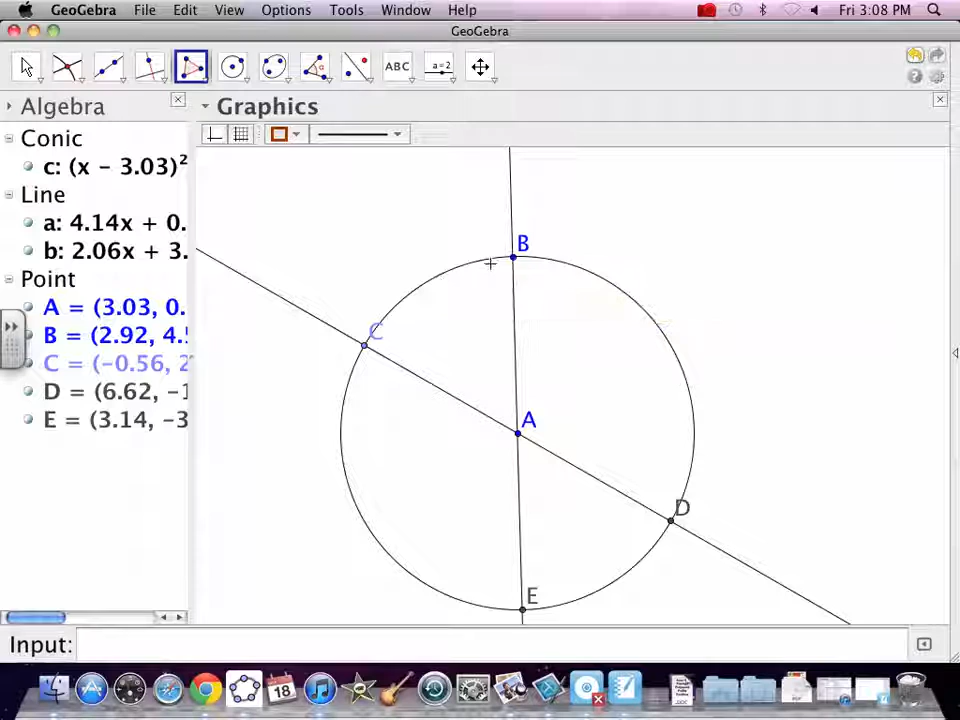 GeoGebra File Edit View Options Tools Window Help Fri 3:08 PM
GeoGebra
ABC a=2
Algebra
Graphics
Conic
c: (x − 3.03)²
Line
a: 4.14x + 0.
b: 2.06x + 3.
Point
A = (3.03, 0.
B = (2.92, 4.5
C = (-0.56, 2
D = (6.62, -1
E = (3.14, -3
B
C
A
D
E
Input:
18